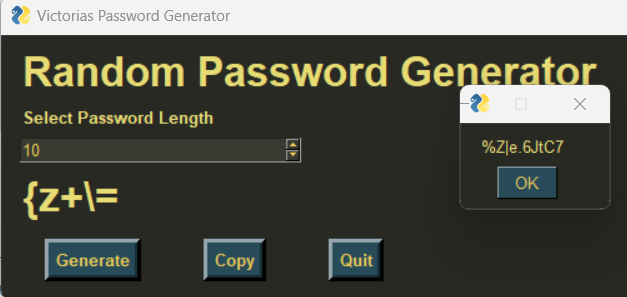 Victorias Password Generator
Random Password Generator
Select Password Length
10
{z+\=
Generate
Copy
Quit
%Z|e.6JtC7
OK